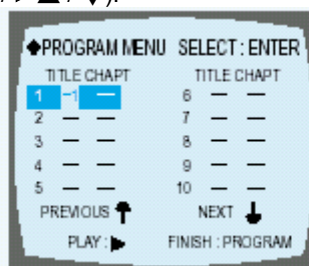 ◆PROGRAM MENU SELECT : ENTER
TITLE CHAPT TITLE CHAPT
1 –1 — 6 — —
2 — — 7 — —
3 — — 8 — —
4 — — 9 — —
5 — — 10 — —
PREVIOUS NEXT
PLAY : ▶ FINISH : PROGRAM